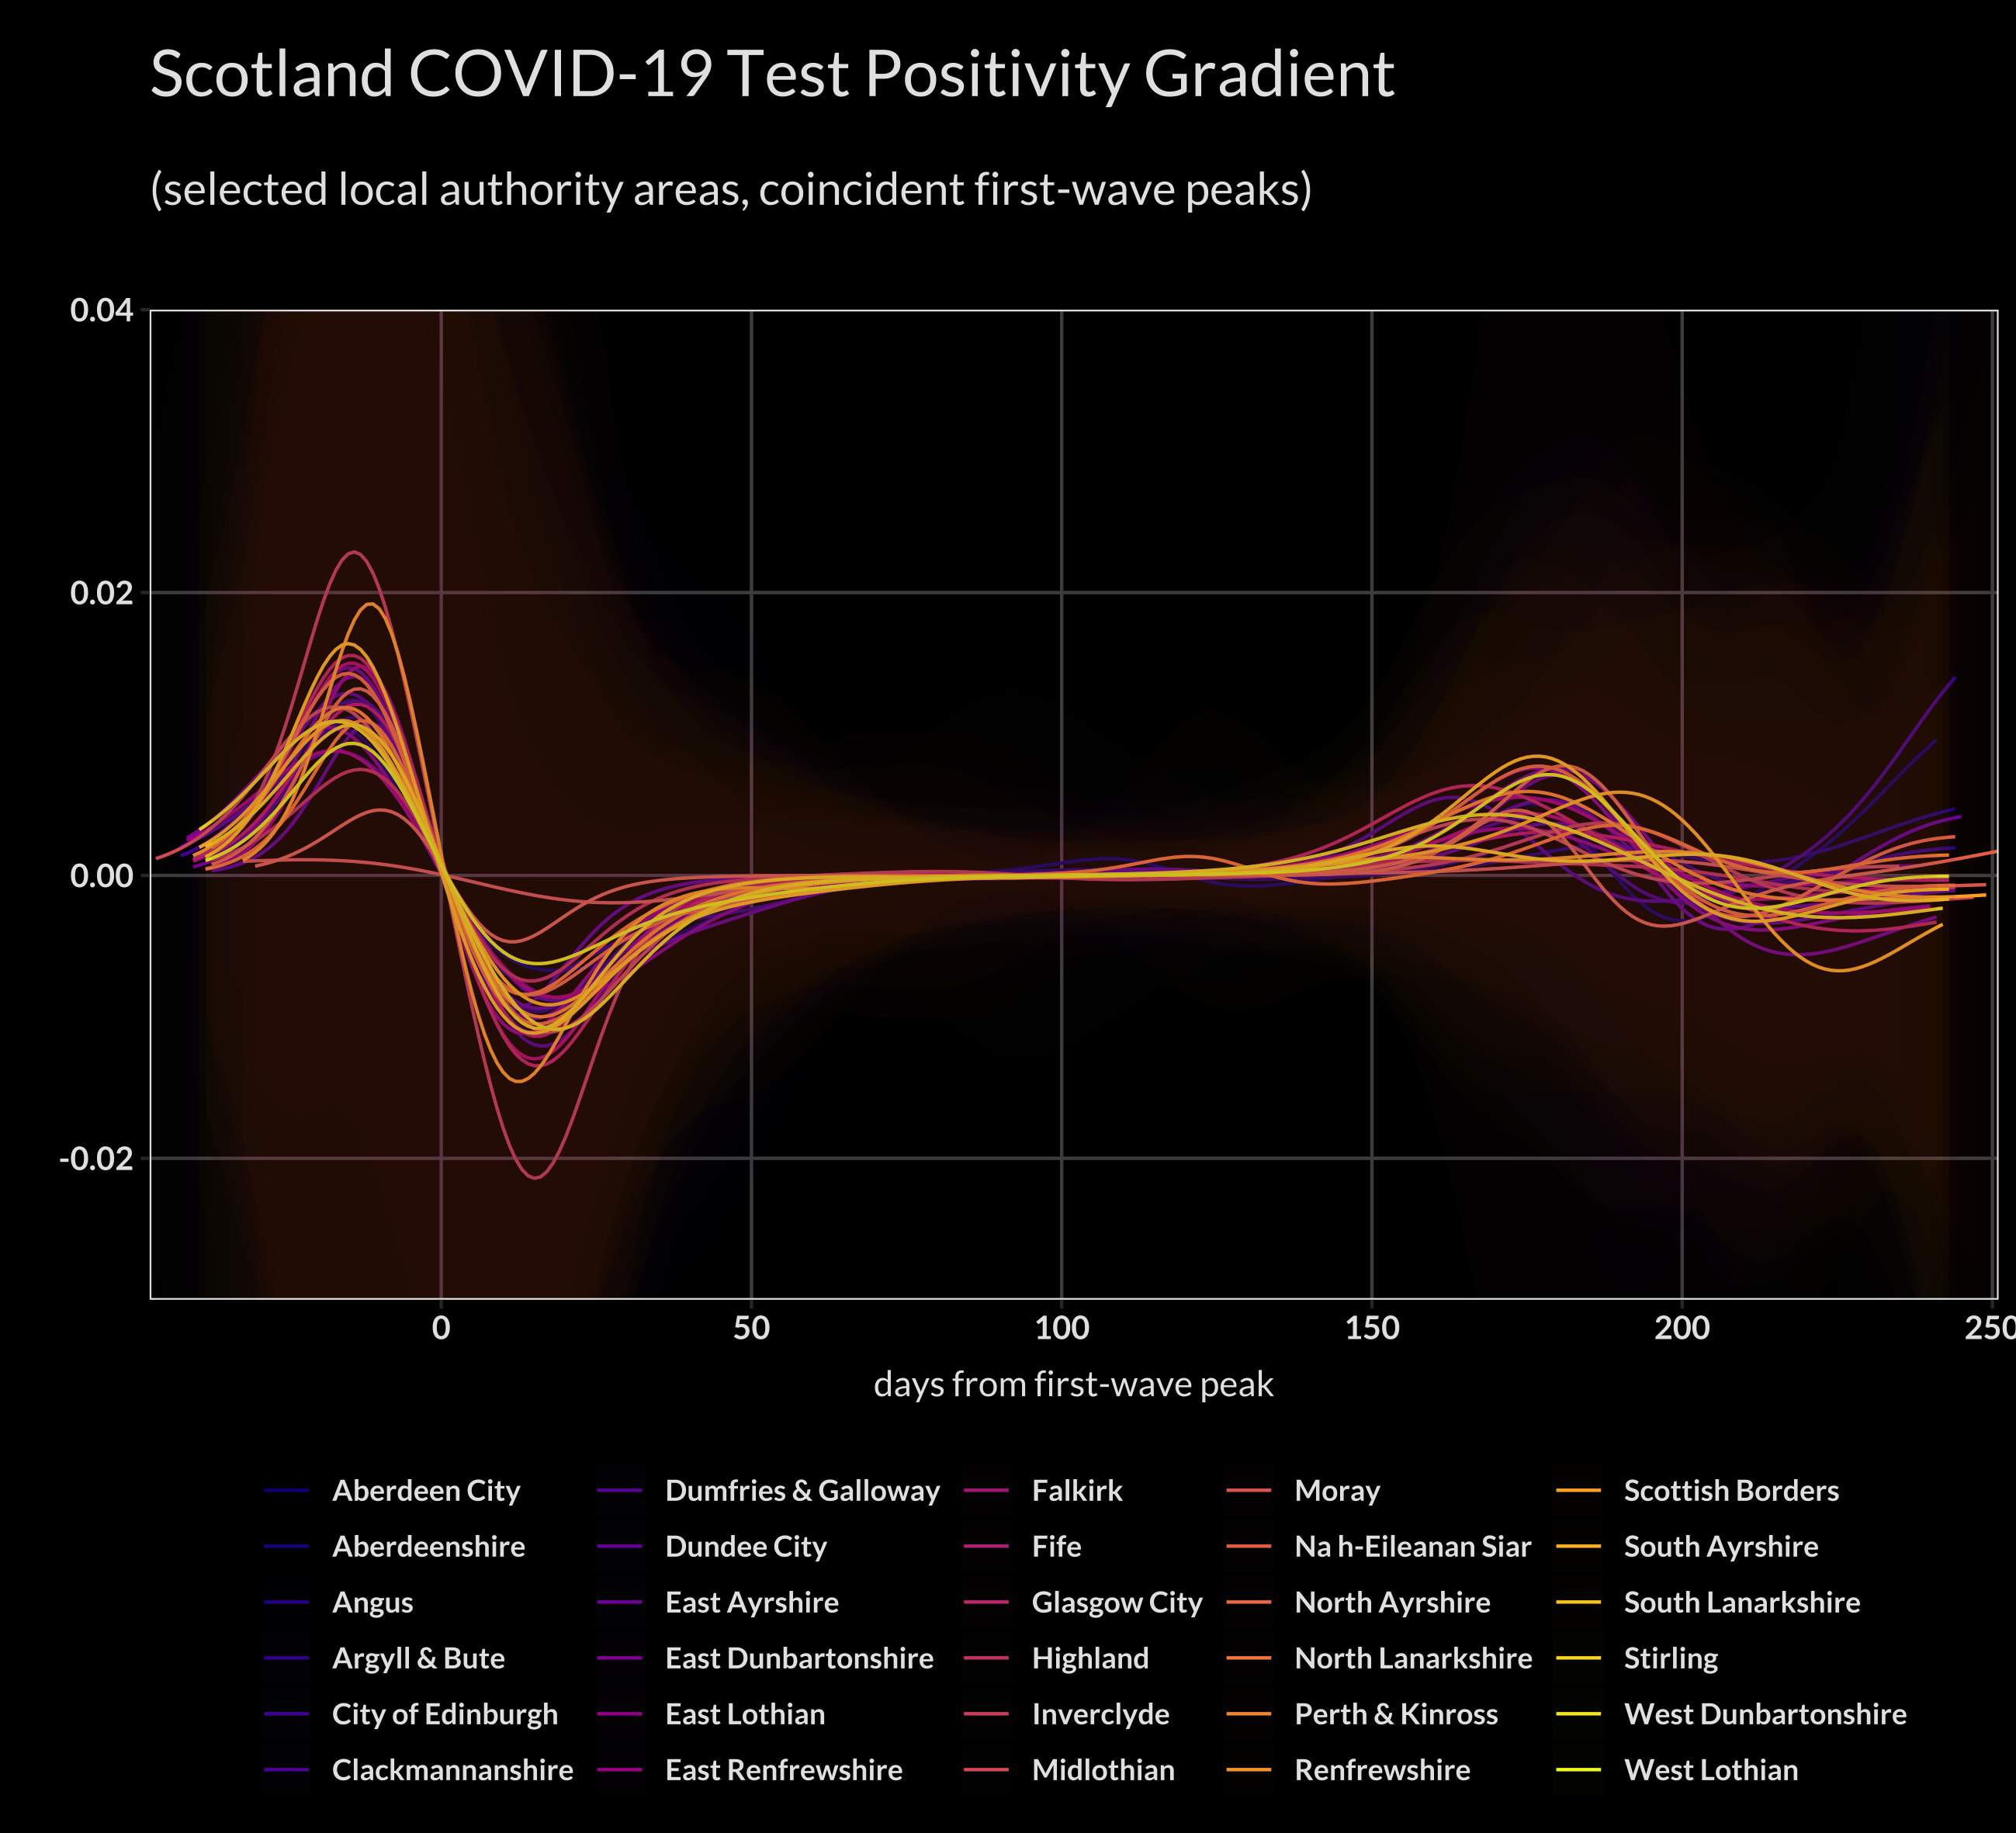 Scotland COVID-19 Test Positivity Gradient
(selected local authority areas, coincident first-wave peaks)
0.04
0.02
0.00
-0.02
0 50 100 150 200 250
days from first-wave peak
Aberdeen City Dumfries & Galloway Falkirk Moray Scottish Borders
Aberdeenshire Dundee City Fife Na h-Eileanan Siar South Ayrshire
Angus East Ayrshire Glasgow City North Ayrshire South Lanarkshire
Argyll & Bute East Dunbartonshire Highland North Lanarkshire Stirling
City of Edinburgh East Lothian Inverclyde Perth & Kinross West Dunbartonshire
Clackmannanshire East Renfrewshire Midlothian Renfrewshire West Lothian